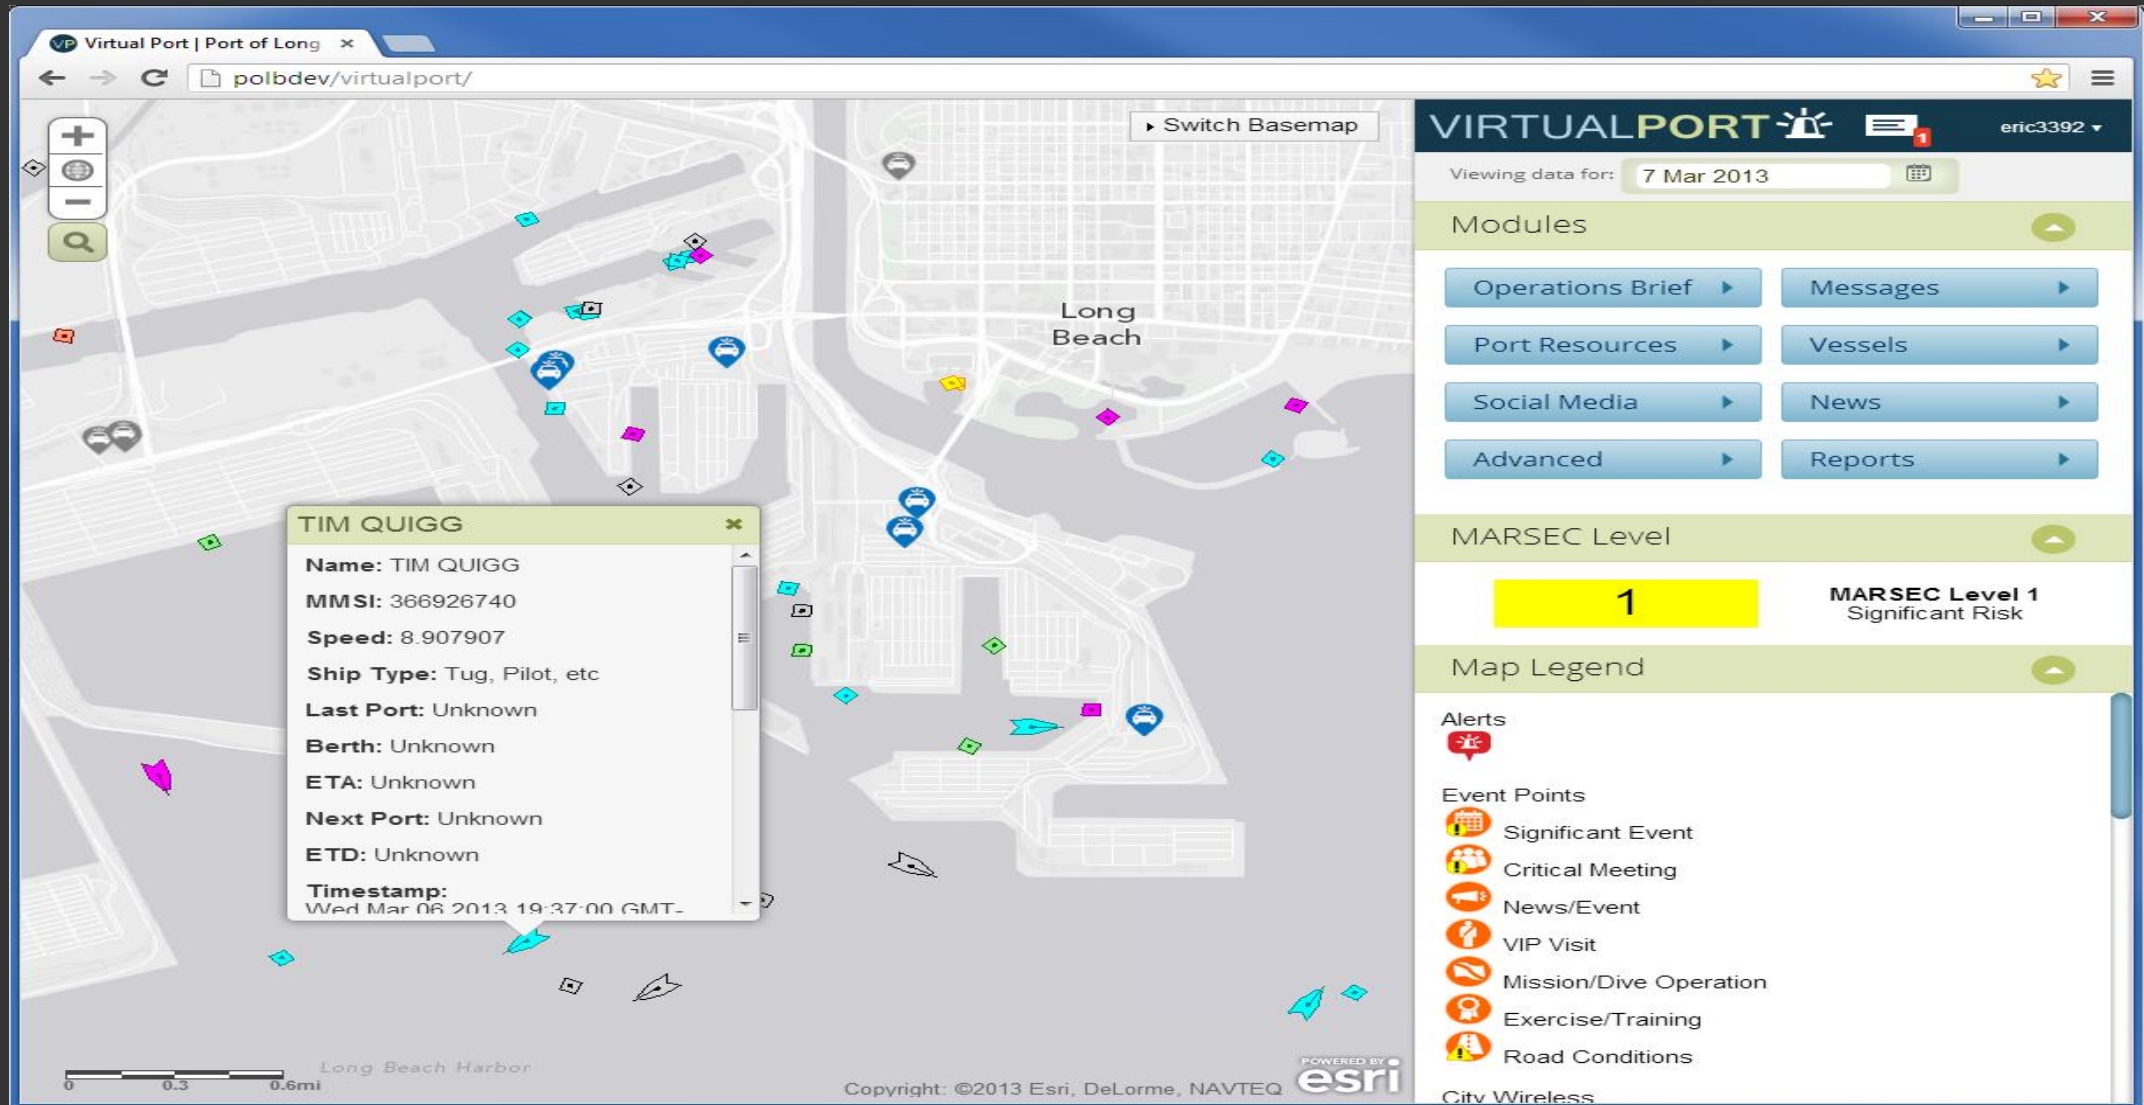 VP Virtual Port | Port of Long
polbdev/virtualport/
Switch Basemap
Long
Beach
TIM QUIGG
Name: TIM QUIGG
MMSI: 366926740
Speed: 8.907907
Ship Type: Tug, Pilot, etc
Last Port: Unknown
Berth: Unknown
ETA: Unknown
Next Port: Unknown
ETD: Unknown
Timestamp:
Wed Mar 06 2013 19:37:00 GMT-
Long Beach Harbor
0 0.3 0.6mi
Copyright: ©2013 Esri, DeLorme, NAVTEQ
POWERED BY
esri
VIRTUALPORT 1 eric3392
Viewing data for: 7 Mar 2013
Modules
Operations Brief Messages
Port Resources Vessels
Social Media News
Advanced Reports
MARSEC Level
1
MARSEC Level 1
Significant Risk
Map Legend
Alerts
Event Points
Significant Event
Critical Meeting
News/Event
VIP Visit
Mission/Dive Operation
Exercise/Training
Road Conditions
City Wireless